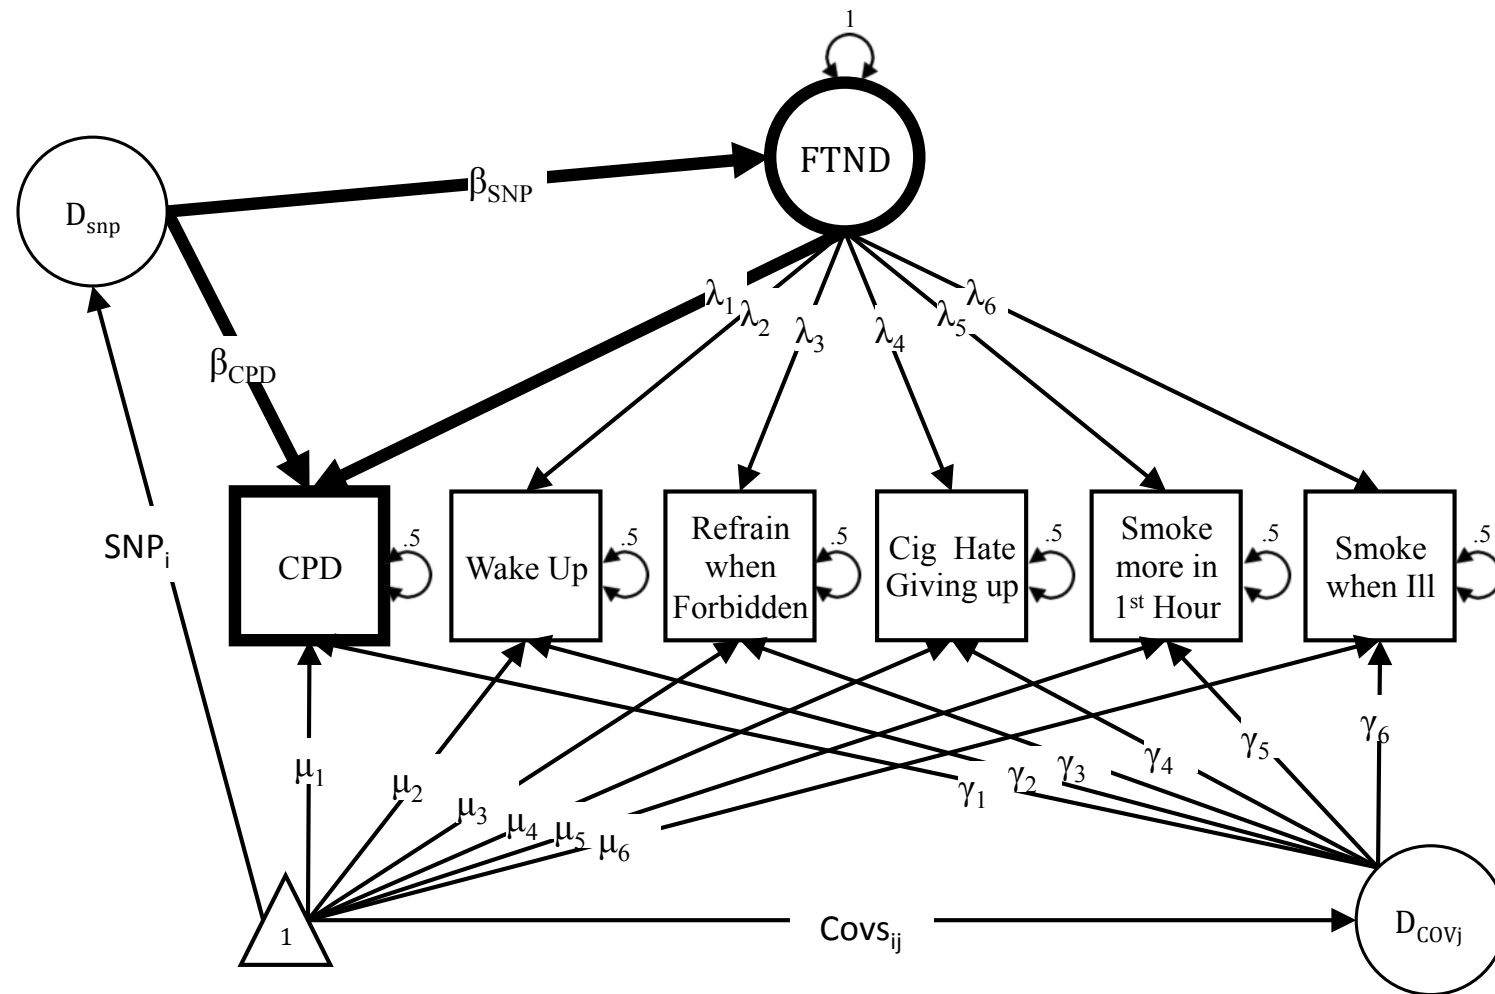 1
FTND
D_snp
β_SNP
λ_1
λ_2
λ_3
λ_4
λ_5
λ_6
β_CPD
SNP_i
CPD
.5
Wake Up
.5
Refrain
when
Forbidden
.5
Cig Hate
Giving up
.5
Smoke
more in
1st Hour
.5
Smoke
when Ill
.5
μ_1
μ_2
μ_3
μ_4
μ_5
μ_6
γ_1
γ_2
γ_3
γ_4
γ_5
γ_6
1
Covs_ij
D_COVj